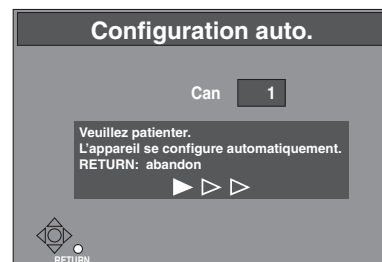 Configuration auto.
Can 1
Veuillez patienter.
L'appareil se configure automatiquement.
RETURN: abandon
RETURN